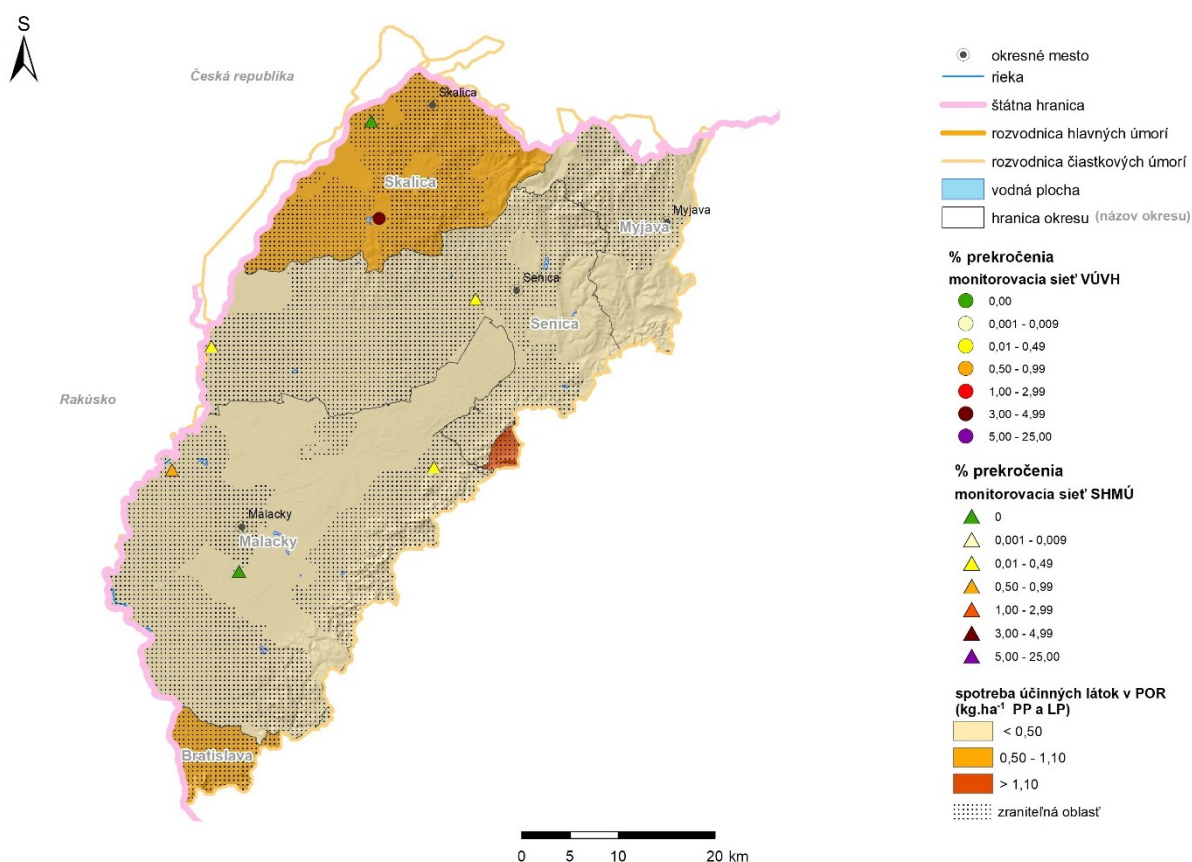 S
Česká republika
Skalica
Skalica
Myjava
Myjava
Senica
Senica
Rakúsko
Malacky
Malacky
Bratislava
0 5 10 20 km
okresné mesto
rieka
štátna hranica
rozvodnica hlavných úmorí
rozvodnica čiastkových úmorí
vodná plocha
hranica okresu (názov okresu)
% prekročenia
monitorovacia sieť VÚVH
0,00
0,001 - 0,009
0,01 - 0,49
0,50 - 0,99
1,00 - 2,99
3,00 - 4,99
5,00 - 25,00
% prekročenia
monitorovacia sieť SHMÚ
0
0,001 - 0,009
0,01 - 0,49
0,50 - 0,99
1,00 - 2,99
3,00 - 4,99
5,00 - 25,00
spotreba účinných látok v POR
(kg.ha⁻¹ PP a LP)
< 0,50
0,50 - 1,10
> 1,10
zraniteľná oblasť